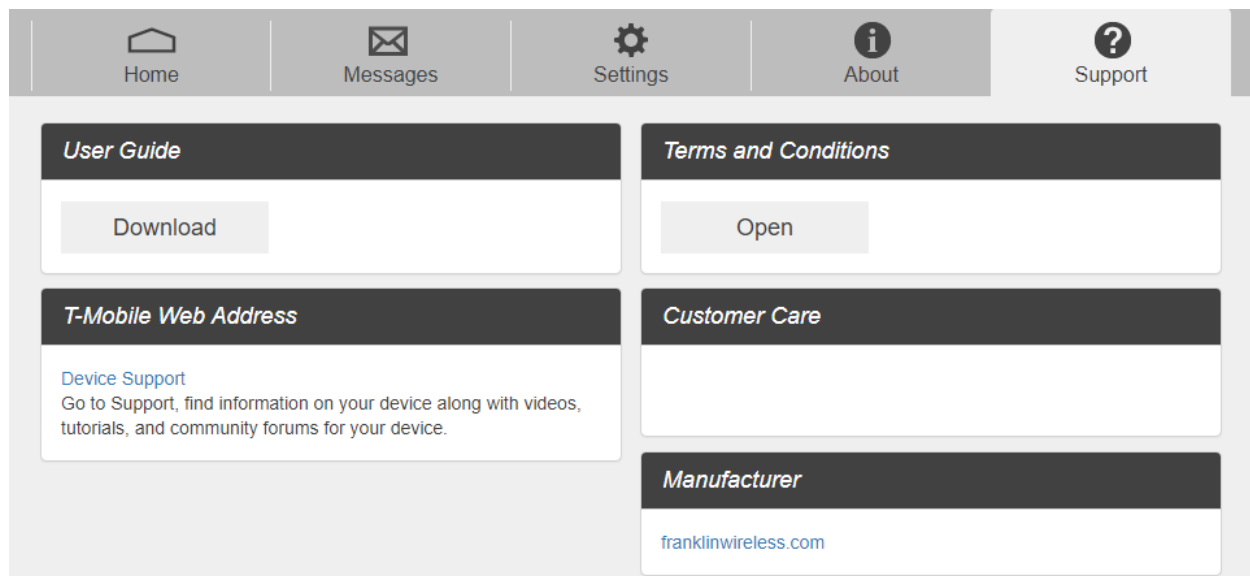 Home
Messages
Settings
About
Support
User Guide
Download
Terms and Conditions
Open
T-Mobile Web Address
Device Support
Go to Support, find information on your device along with videos,
tutorials, and community forums for your device.
Customer Care
Manufacturer
franklinwireless.com